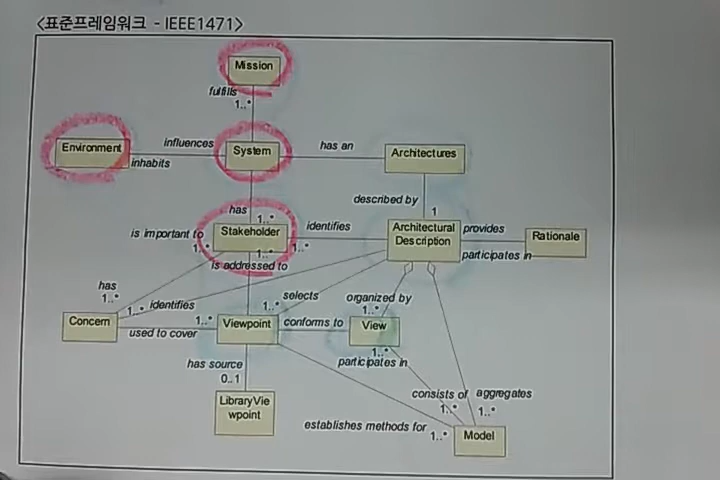 <표준프레임워크 - IEEE1471>
Mission
fulfills
1..*
Environment
influences
inhabits
System
has an
Architectures
has
1..*
described by
1
is important to
1..*
Stakeholder
1..*
identifies
1..*
Architectural
Description
provides
participates in
Rationale
is addressed to
has
1..*
1..*
identifies
selects
1..*
organized by
1..*
Concern
used to cover
1..*
Viewpoint
conforms to
View
1..*
participates in
has source
0..1
LibraryVie
wpoint
consists of
1..*
aggregates
1..*
establishes methods for
1..*
Model